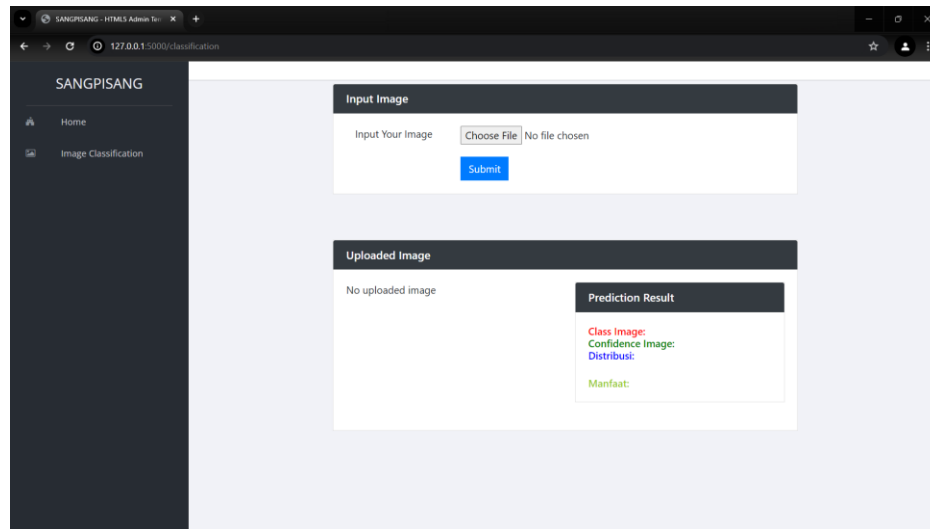 SANGPISANG - HTML5 Admin Tem
127.0.0.1:5000/classification
SANGPISANG
Home
Image Classification
Input Image
Input Your Image
Choose File No file chosen
Submit
Uploaded Image
No uploaded image
Prediction Result
Class Image:
Confidence Image:
Distribusi:
Manfaat: